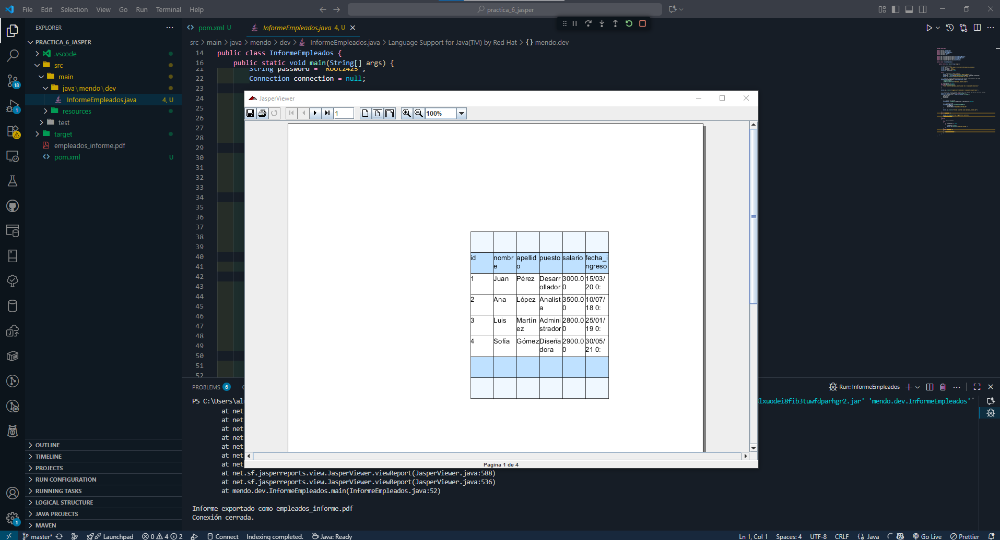 File Edit Selection View Go Run Terminal Help
practica_6_jasper
EXPLORER
PRACTICA_6_JASPER
.vscode
src
main
java\mendo\dev
InformeEmpleados.java 4, U
resources
test
target
empleados_informe.pdf
pom.xml U
OUTLINE
TIMELINE
PROJECTS
RUN CONFIGURATION
RUNNING TASKS
LOGICAL STRUCTURE
JAVA PROJECTS
MAVEN
18
1
1
pom.xml U
InformeEmpleados.java 4, U
src > main > java > mendo > dev > InformeEmpleados.java > Language Support for Java(TM) by Red Hat > {} mendo.dev
14 public class InformeEmpleados {
16 public static void main(String[] args) {
21 String password = "Root2425";
22 Connection connection = null;
23
24
25
26
27
28
29
30
31
32
33
34
35
36
37
38
39
40
41
42
43
44
45
46
47
48
49
50
51
52
JasperViewer
1
100%
id nombre apellido puesto salario fecha_ingreso
1 Juan Pérez Desarrollador 3000.00 15/03/20 0:
2 Ana López Analista 3500.00 10/07/18 0:
3 Luis Martínez Administrador 2800.00 25/01/19 0:
4 Sofía Gómez Diseñadora 2900.00 30/05/21 0:
Pagina 1 de 4
PROBLEMS 6
Run: InformeEmpleados
PS C:\Users\al
lxuodei8fib3tuwfdparhgr2.jar' 'mendo.dev.InformeEmpleados'"
at net
at net
at net
at net
at net
at net
at net
at net.sf.jasperreports.view.JasperViewer.viewReport(JasperViewer.java:588)
at net.sf.jasperreports.view.JasperViewer.viewReport(JasperViewer.java:536)
at mendo.dev.InformeEmpleados.main(InformeEmpleados.java:52)
Informe exportado como empleados_informe.pdf
Conexión cerrada.
master* Launchpad 0 4 2 Connect Indexing completed. Java: Ready
Ln 1, Col 1 Spaces: 4 UTF-8 CRLF {} Java Go Live Prettier